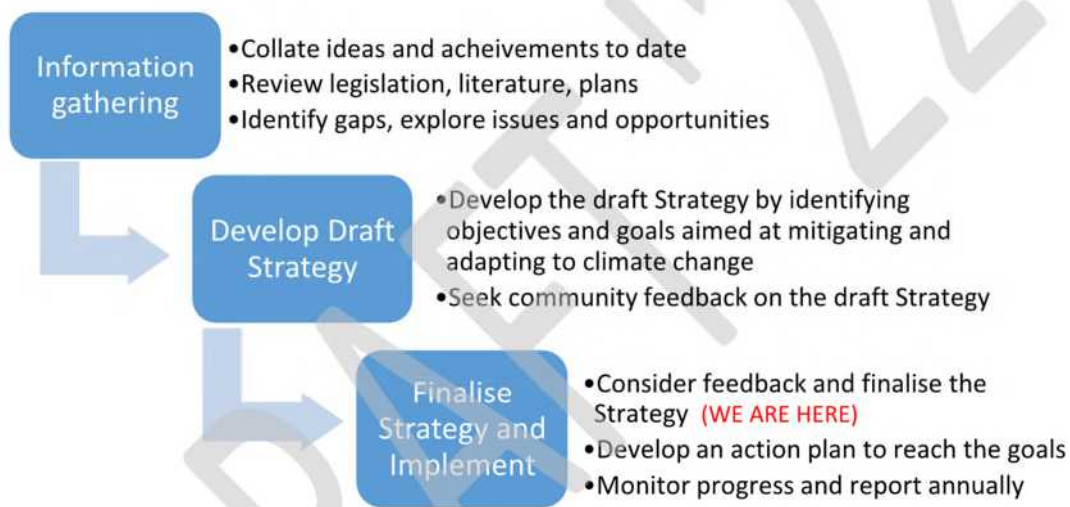 Information
gathering
•Collate ideas and acheivements to date
•Review legislation, literature, plans
•Identify gaps, explore issues and opportunities
Develop Draft
Strategy
•Develop the draft Strategy by identifying
objectives and goals aimed at mitigating and
adapting to climate change
•Seek community feedback on the draft Strategy
Finalise
Strategy and
Implement
•Consider feedback and finalise the
Strategy (WE ARE HERE)
•Develop an action plan to reach the goals
•Monitor progress and report annually